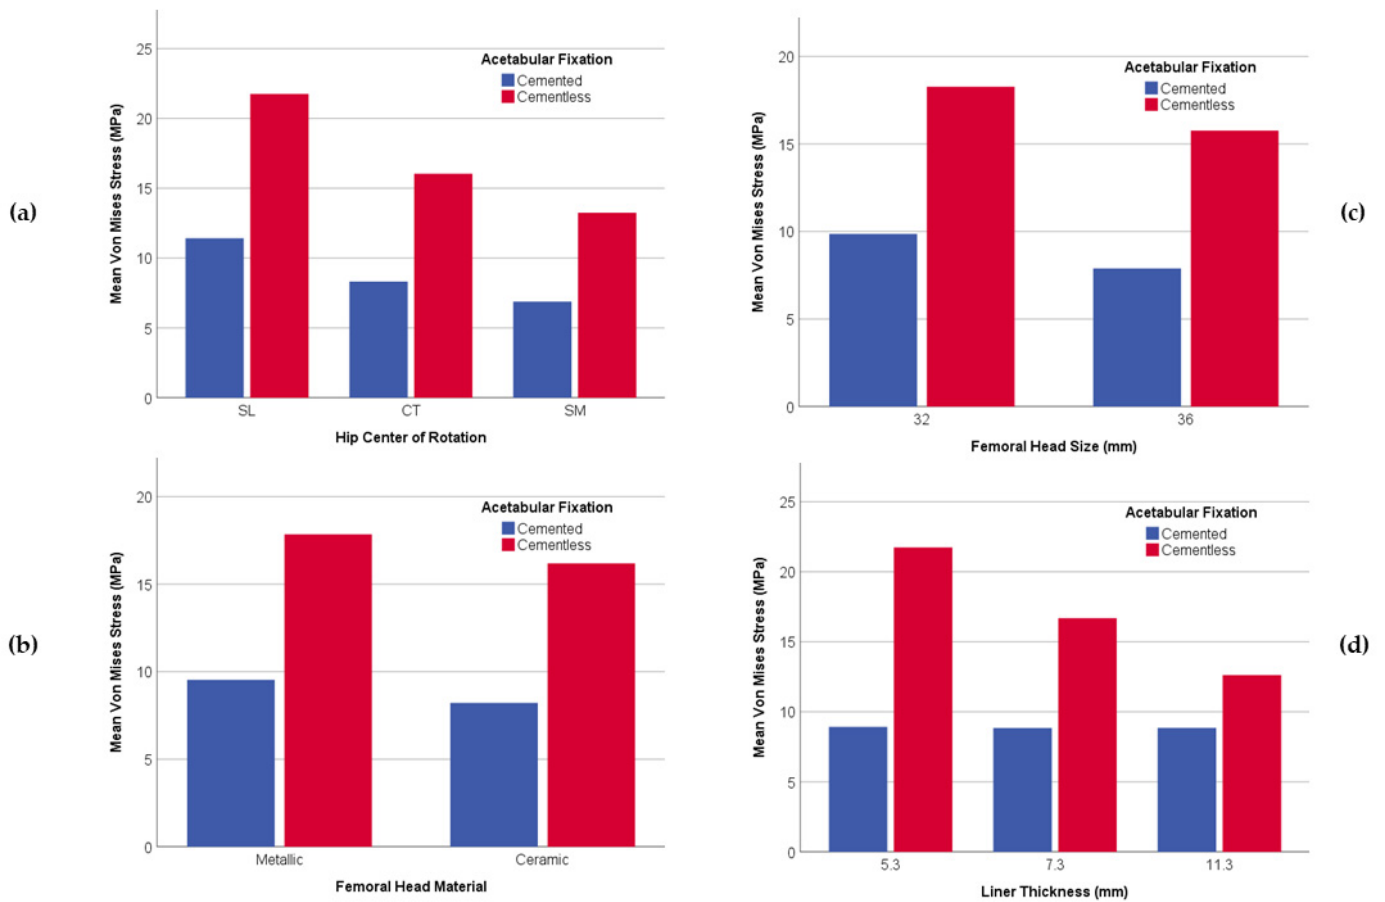 (a)
Mean Von Mises Stress (MPa)
25
20
15
10
5
0
Acetabular Fixation
Cemented
Cementless
SL CT SM
Hip Center of Rotation
(c)
Mean Von Mises Stress (MPa)
20
15
10
5
0
Acetabular Fixation
Cemented
Cementless
32 36
Femoral Head Size (mm)
(b)
Mean Von Mises Stress (MPa)
20
15
10
5
0
Acetabular Fixation
Cemented
Cementless
Metallic Ceramic
Femoral Head Material
(d)
Mean Von Mises Stress (MPa)
25
20
15
10
5
0
Acetabular Fixation
Cemented
Cementless
5.3 7.3 11.3
Liner Thickness (mm)